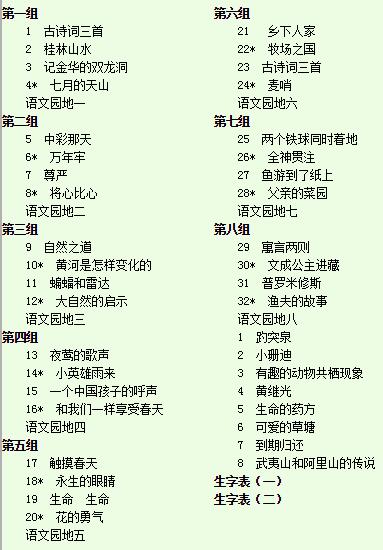 第一组
1 古诗词三首
2 桂林山水
3 记金华的双龙洞
4* 七月的天山
语文园地一
第二组
5 中彩那天
6* 万年牢
7 尊严
8* 将心比心
语文园地二
第三组
9 自然之道
10* 黄河是怎样变化的
11 蝙蝠和雷达
12* 大自然的启示
语文园地三
第四组
13 夜莺的歌声
14* 小英雄雨来
15 一个中国孩子的呼声
16* 和我们一样享受春天
语文园地四
第五组
17 触摸春天
18* 永生的眼睛
19 生命 生命
20* 花的勇气
语文园地五
第六组
21 乡下人家
22* 牧场之国
23 古诗词三首
24* 麦哨
语文园地六
第七组
25 两个铁球同时着地
26* 全神贯注
27 鱼游到了纸上
28* 父亲的菜园
语文园地七
第八组
29 寓言两则
30* 文成公主进藏
31 普罗米修斯
32* 渔夫的故事
语文园地八
1 趵突泉
2 小珊迪
3 有趣的动物共栖现象
4 黄继光
5 生命的药方
6 可爱的草塘
7 到期归还
8 武夷山和阿里山的传说
生字表（一）
生字表（二）